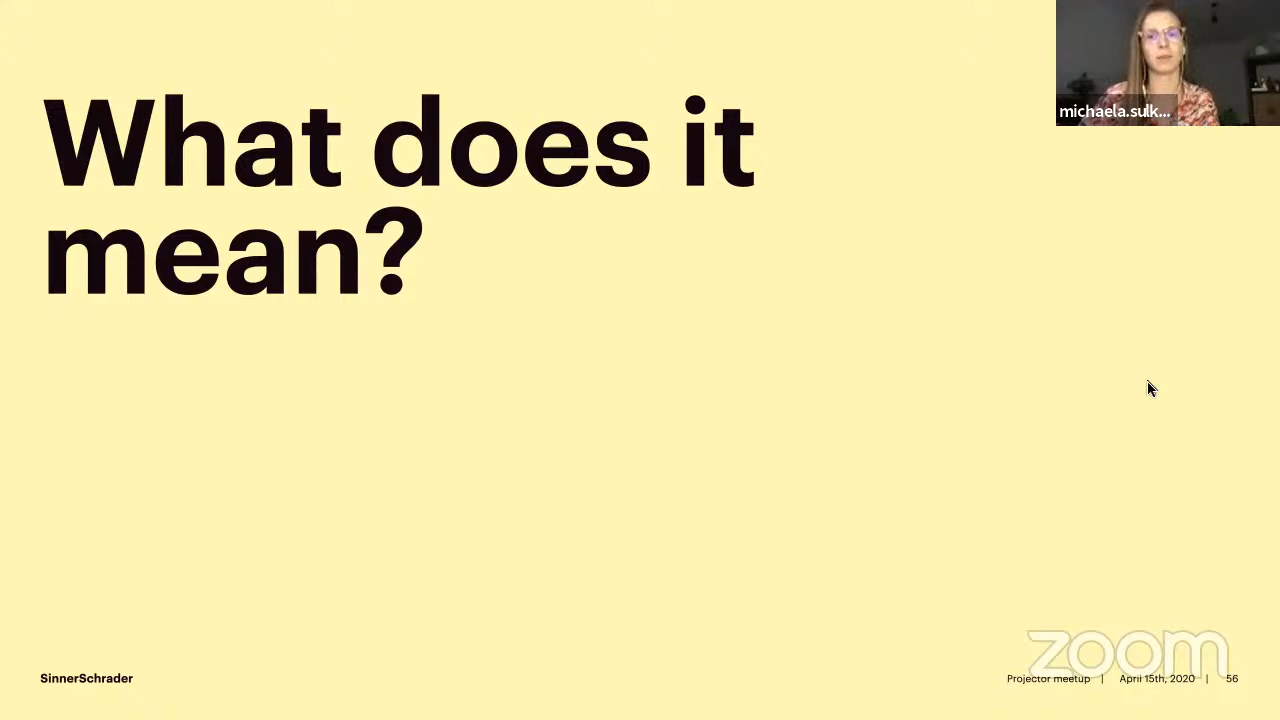 What does it
mean?
michaela.sulk...
zoom
SinnerSchrader
Projector meetup | April 15th, 2020 | 56